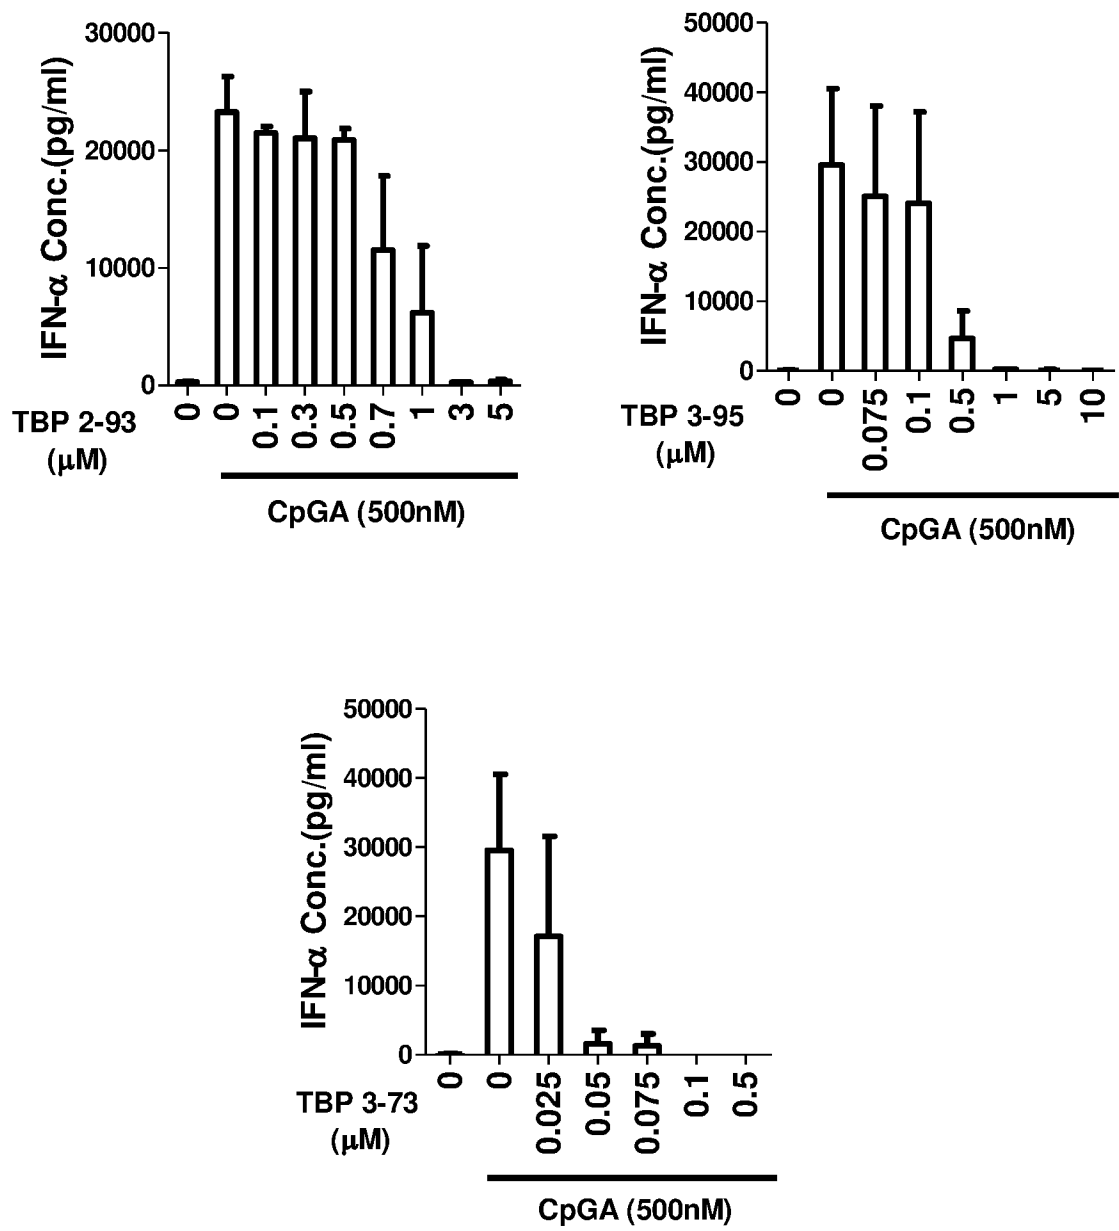 30000
20000
10000
0
IFN-α Conc.(pg/ml)
0 0 0.1 0.3 0.5 0.7 1 3 5
TBP 2-93
(µM)
CpGA (500nM)
50000
40000
30000
20000
10000
0
IFN-α Conc.(pg/ml)
0 0 0.075 0.1 0.5 1 5 10
TBP 3-95
(µM)
CpGA (500nM)
50000
40000
30000
20000
10000
0
IFN-α Conc.(pg/ml)
0 0 0.025 0.05 0.075 0.1 0.5
TBP 3-73
(µM)
CpGA (500nM)